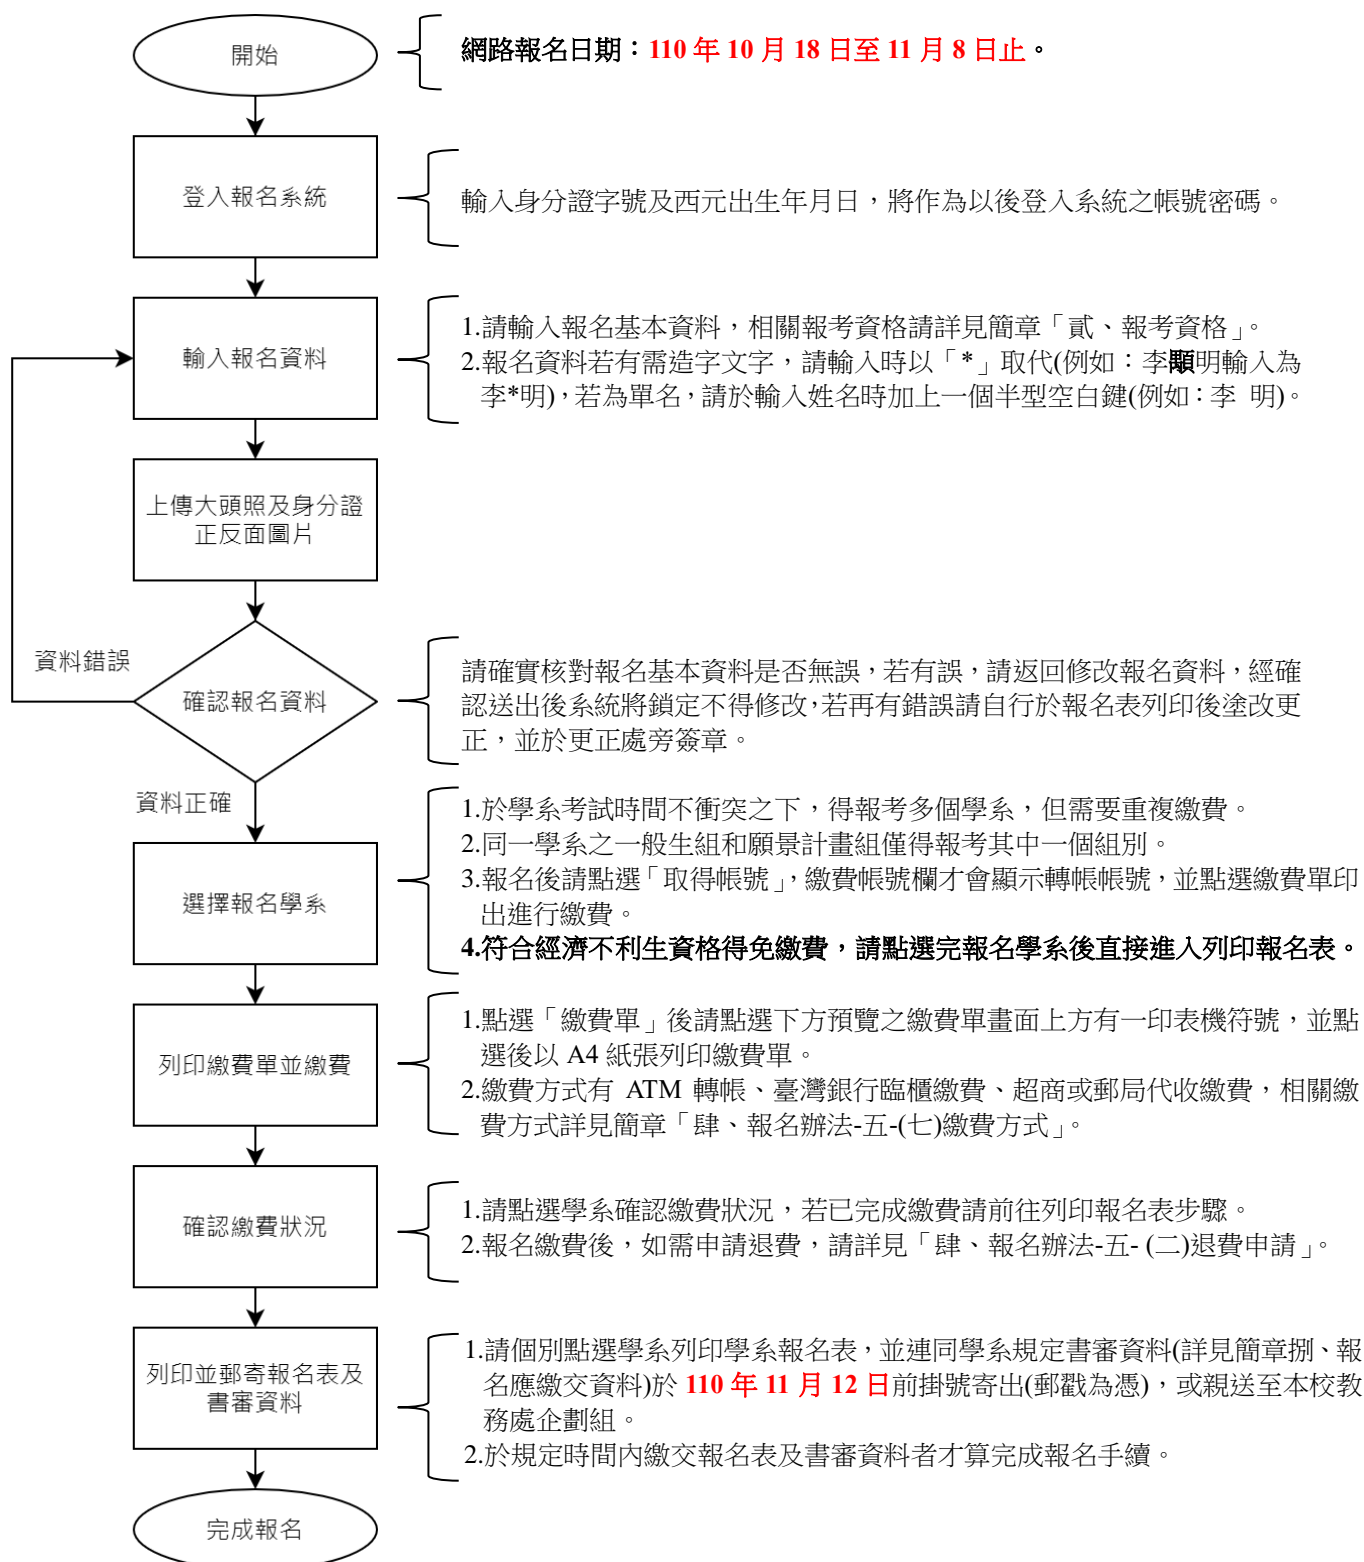 開始
網路報名日期：110 年 10 月 18 日至 11 月 8 日止。
登入報名系統
輸入身分證字號及西元出生年月日，將作為以後登入系統之帳號密碼。
輸入報名資料
1.請輸入報名基本資料，相關報考資格請詳見簡章「貳、報考資格」。
2.報名資料若有需造字文字，請輸入時以「*」取代(例如：李顯明輸入為
李*明)，若為單名，請於輸入姓名時加上一個半型空白鍵(例如：李 明)。
上傳大頭照及身分證
正反面圖片
資料錯誤
確認報名資料
請確實核對報名基本資料是否無誤，若有誤，請返回修改報名資料，經確
認送出後系統將鎖定不得修改，若再有錯誤請自行於報名表列印後塗改更
正，並於更正處旁簽章。
資料正確
選擇報名學系
1.於學系考試時間不衝突之下，得報考多個學系，但需要重複繳費。
2.同一學系之一般生組和願景計畫組僅得報考其中一個組別。
3.報名後請點選「取得帳號」，繳費帳號欄才會顯示轉帳帳號，並點選繳費單印
出進行繳費。
4.符合經濟不利生資格得免繳費，請點選完報名學系後直接進入列印報名表。
列印繳費單並繳費
1.點選「繳費單」後請點選下方預覽之繳費單畫面上方有一印表機符號，並點
選後以 A4 紙張列印繳費單。
2.繳費方式有 ATM 轉帳、臺灣銀行臨櫃繳費、超商或郵局代收繳費，相關繳
費方式詳見簡章「肆、報名辦法-五-(七)繳費方式」。
確認繳費狀況
1.請點選學系確認繳費狀況，若已完成繳費請前往列印報名表步驟。
2.報名繳費後，如需申請退費，請詳見「肆、報名辦法-五- (二)退費申請」。
列印並郵寄報名表及
書審資料
1.請個別點選學系列印學系報名表，並連同學系規定書審資料(詳見簡章捌、報
名應繳交資料)於 110 年 11 月 12 日前掛號寄出(郵戳為憑)，或親送至本校教
務處企劃組。
2.於規定時間內繳交報名表及書審資料者才算完成報名手續。
完成報名